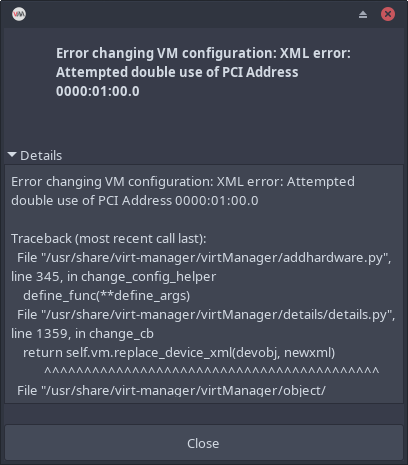 Error changing VM configuration: XML error:
Attempted double use of PCI Address
0000:01:00.0
Details
Error changing VM configuration: XML error: Attempted
double use of PCI Address 0000:01:00.0
Traceback (most recent call last):
File "/usr/share/virt-manager/virtManager/addhardware.py",
line 345, in change_config_helper
define_func(**define_args)
File "/usr/share/virt-manager/virtManager/details/details.py",
line 1359, in change_cb
return self.vm.replace_device_xml(devobj, newxml)
^^^^^^^^^^^^^^^^^^^^^^^^^^^^^^^^^^^^^^^^^^
File "/usr/share/virt-manager/virtManager/object/
Close